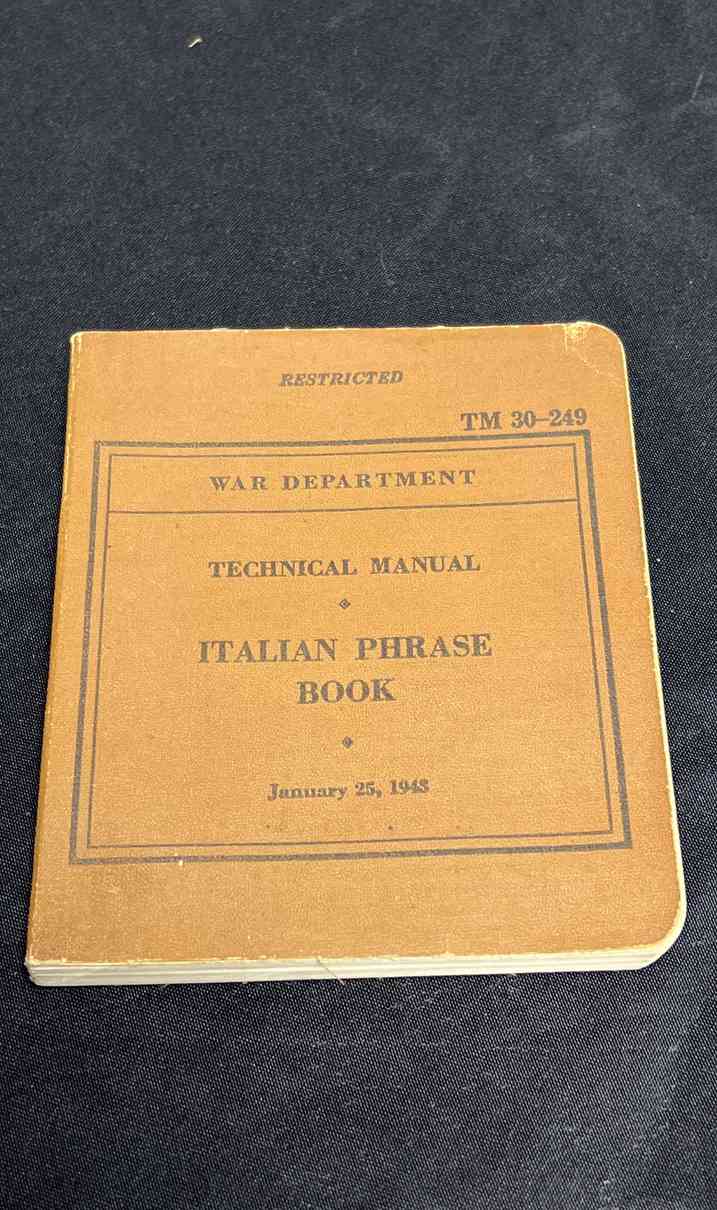 RESTRICTED
TM 30–249
WAR DEPARTMENT
TECHNICAL MANUAL
ITALIAN PHRASE
BOOK
January 25, 1943